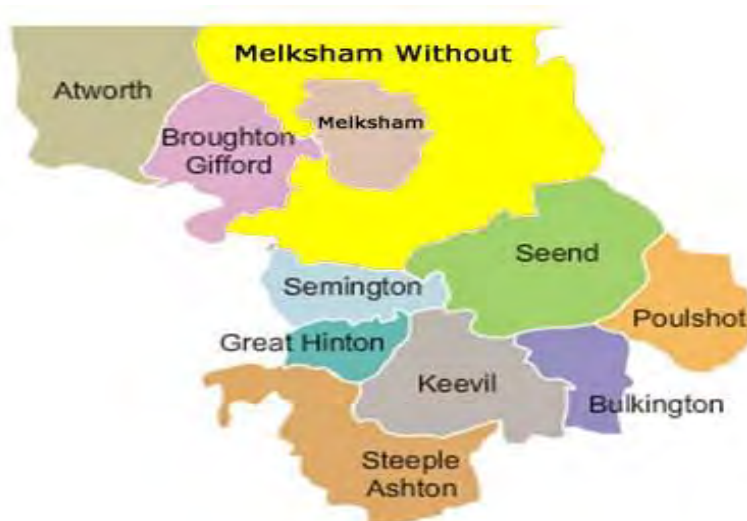 Melksham Without
Atworth
Melksham
Broughton
Gifford
Seend
Semington
Poulshot
Great Hinton
Keevil
Bulkington
Steeple
Ashton